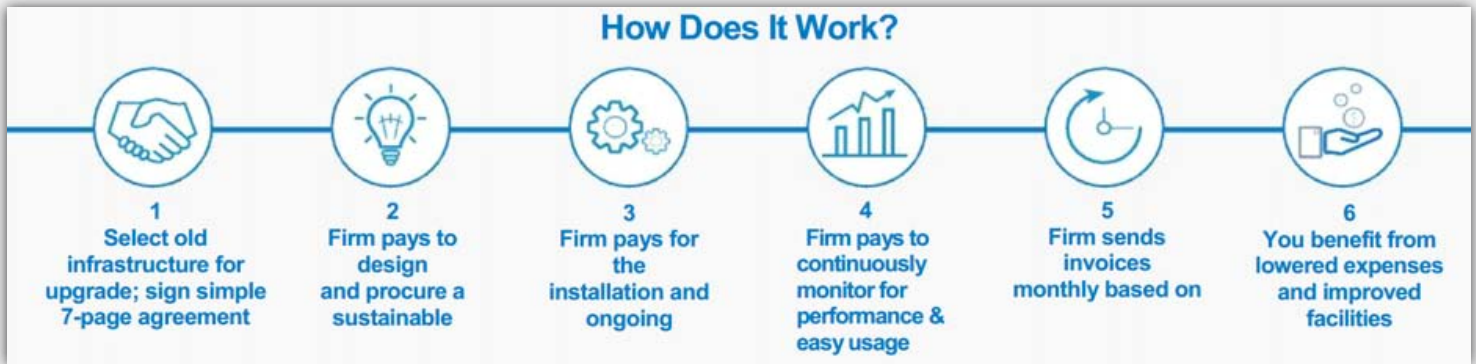 How Does It Work?
1
Select old
infrastructure for
upgrade; sign simple
7-page agreement
2
Firm pays to
design
and procure a
sustainable
3
Firm pays for
the
installation and
ongoing
4
Firm pays to
continuously
monitor for
performance &
easy usage
5
Firm sends
invoices
monthly based on
6
You benefit from
lowered expenses
and improved
facilities